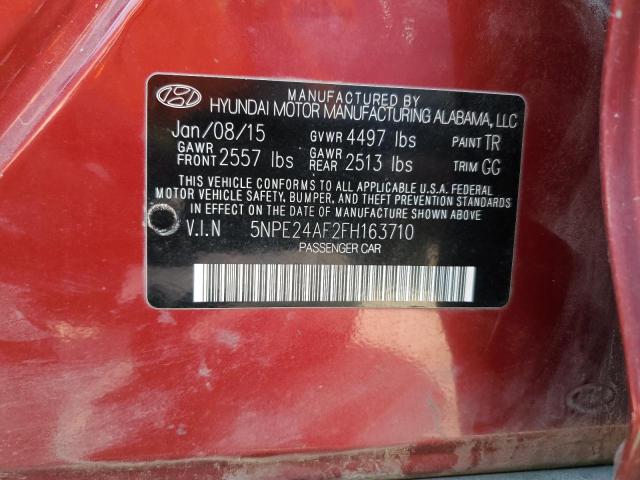 MANUFACTURED BY
HYUNDAI MOTOR MANUFACTURING ALABAMA, LLC
Jan/08/15 GVWR 4497 lbs PAINT TR
GAWR FRONT 2557 lbs GAWR REAR 2513 lbs TRIM GG
THIS VEHICLE CONFORMS TO ALL APPLICABLE U.S.A. FEDERAL
MOTOR VEHICLE SAFETY, BUMPER, AND THEFT PREVENTION STANDARDS
IN EFFECT ON THE DATE OF MANUFACTURE SHOWN ABOVE.
V.I.N 5NPE24AF2FH163710
PASSENGER CAR